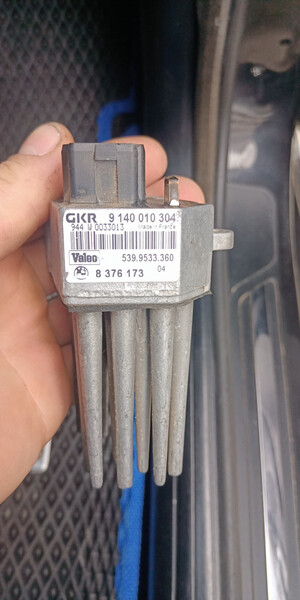 GKR 9 140 010 304
944 W 0033013 Made in France
Valeo 539.9533.360
8 376 173 04